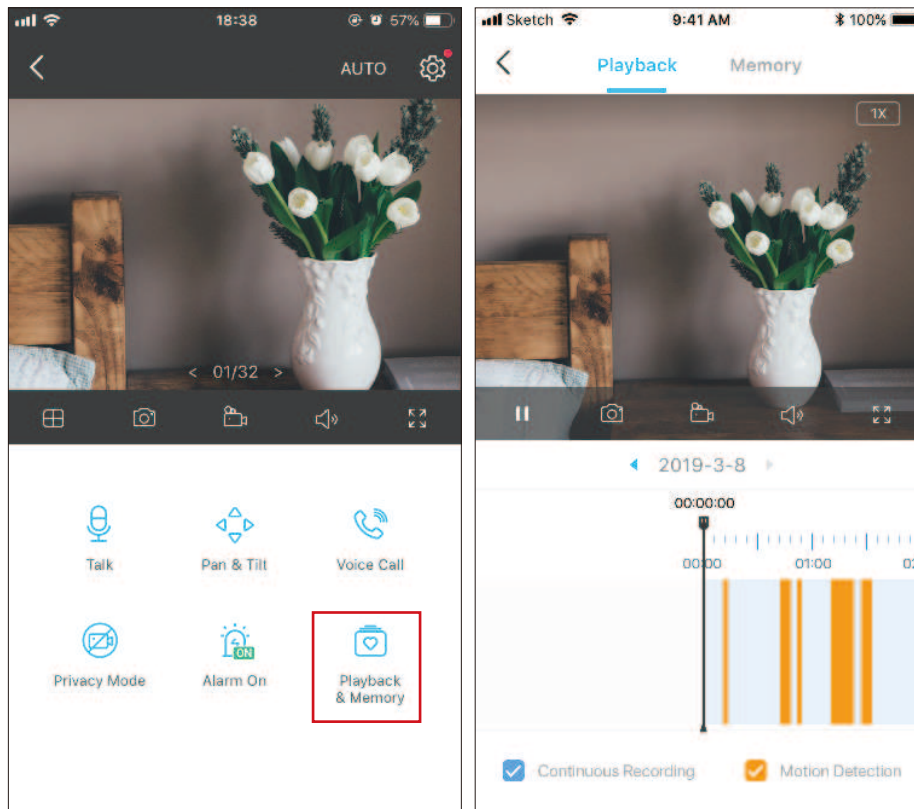 18:38
57%
AUTO
< 01/32 >
Talk
Pan & Tilt
Voice Call
ON
Privacy Mode
Alarm On
Playback
& Memory
Sketch
9:41 AM
100%
Playback
Memory
1X
2019-3-8
00:00:00
00:00
01:00
Continuous Recording
Motion Detection